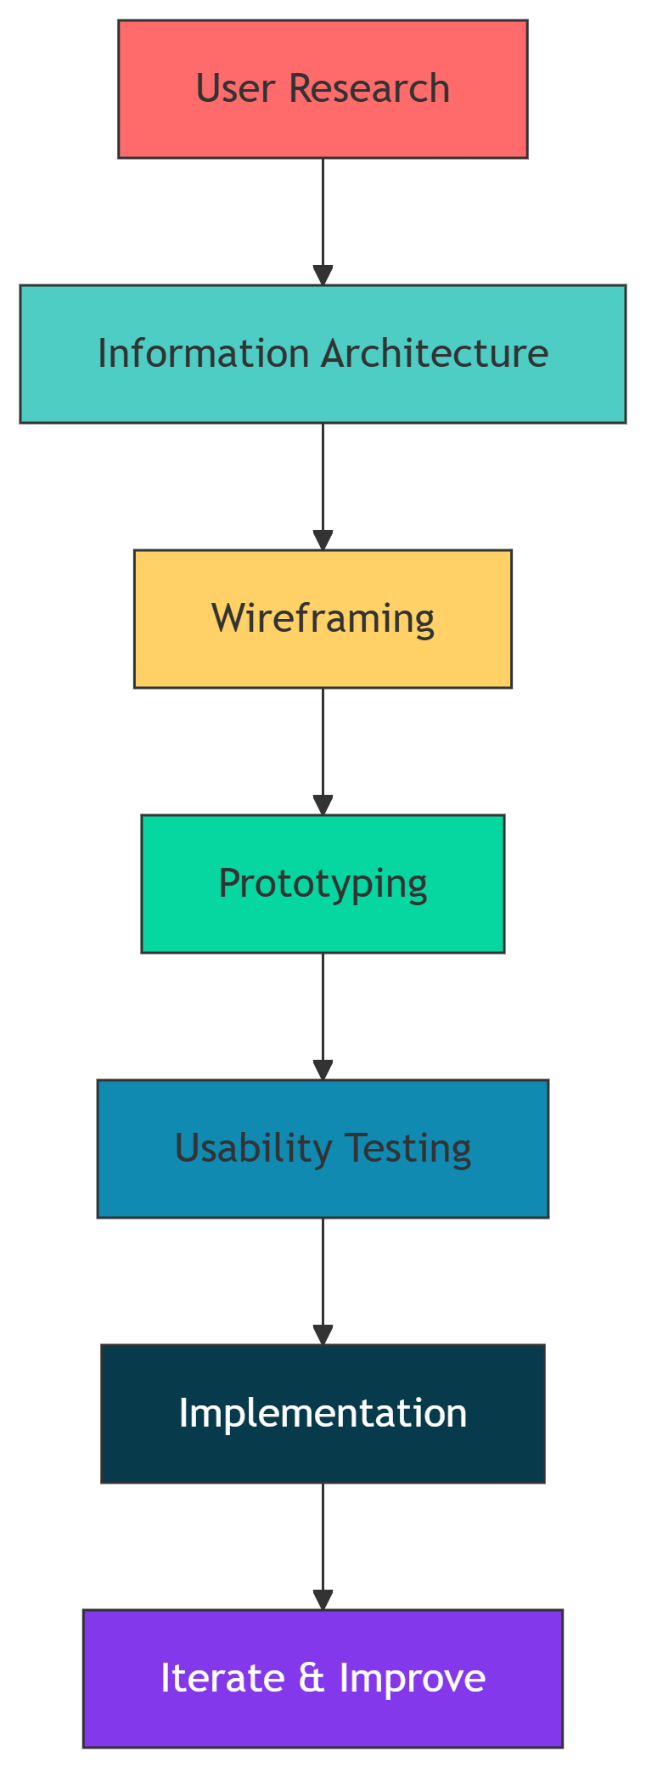 User Research
Information Architecture
Wireframing
Prototyping
Usability Testing
Implementation
Iterate & Improve